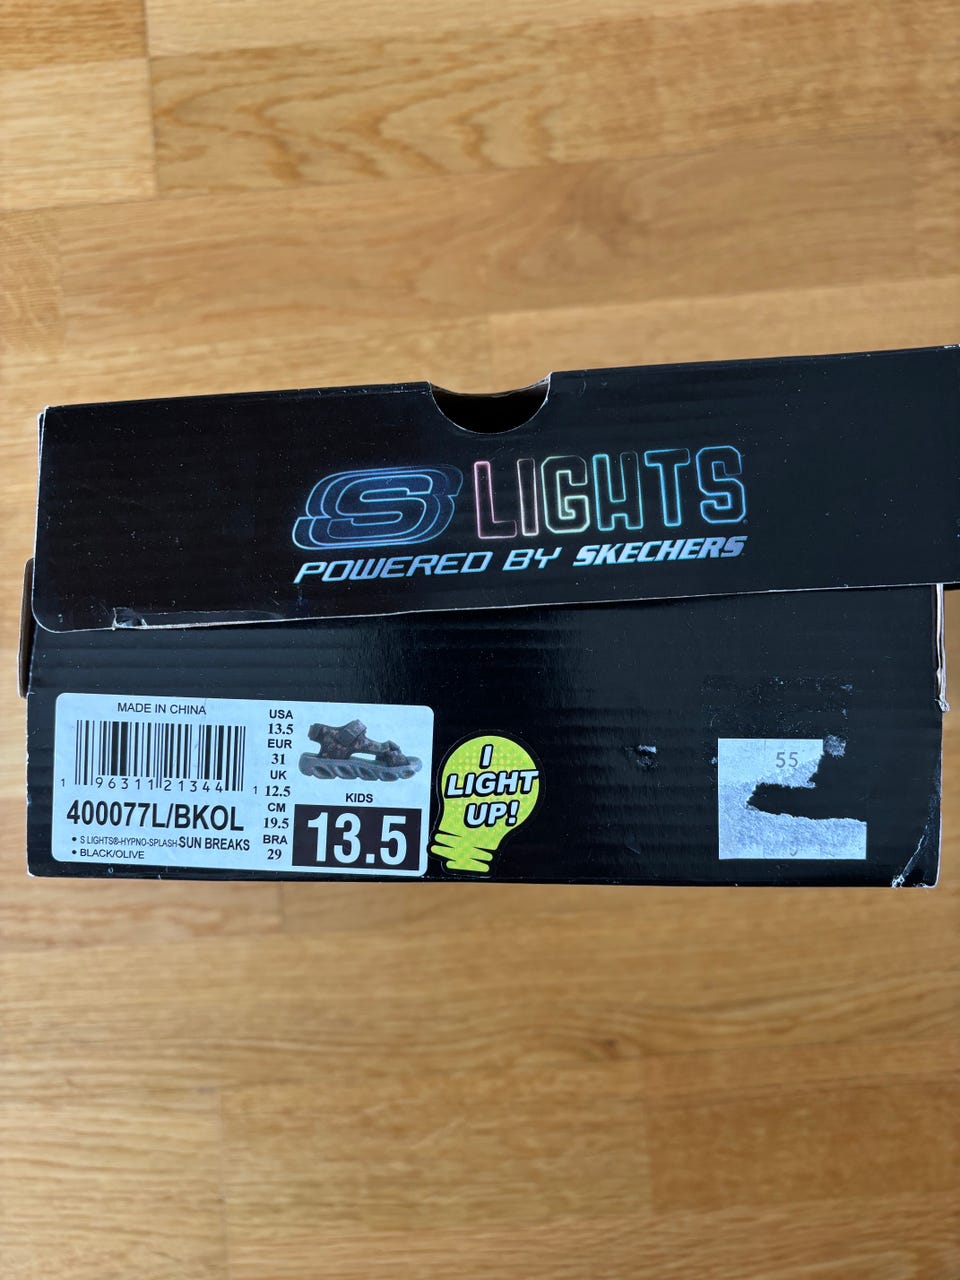 S LIGHTS
POWERED BY SKECHERS
MADE IN CHINA
1 96311 21344 1
400077L/BKOL
• S LIGHTS®-HYPNO-SPLASH-SUN BREAKS
• BLACK/OLIVE
USA
13.5
EUR
31
UK
12.5
CM
19.5
BRA
29
KIDS
13.5
I
LIGHT
UP!
55